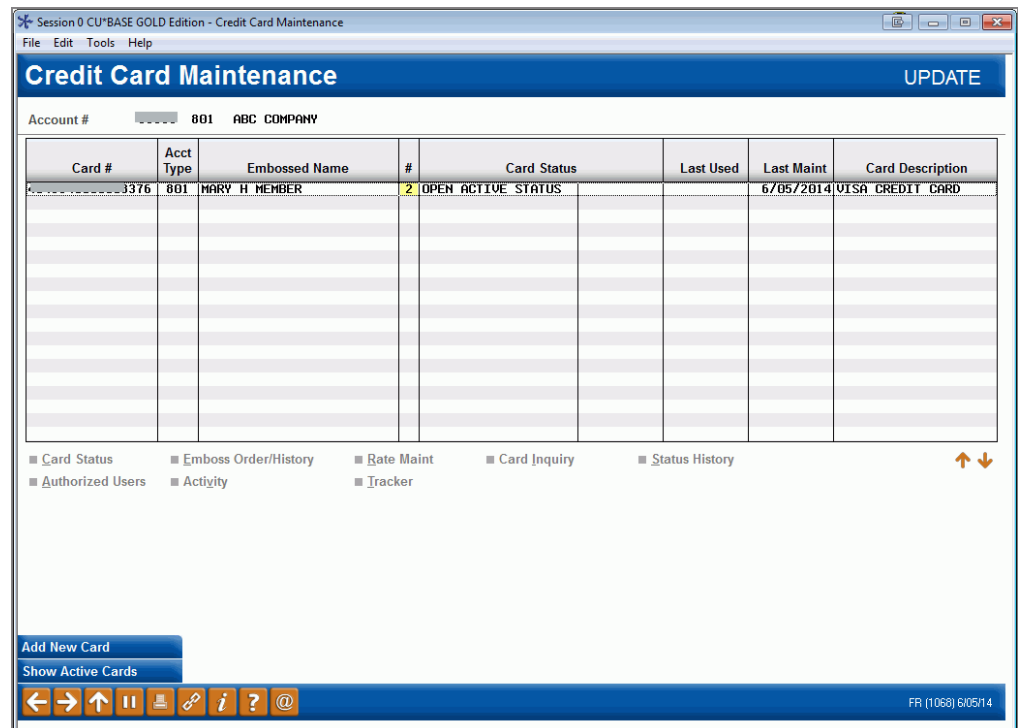 Session 0 CU*BASE GOLD Edition - Credit Card Maintenance
File Edit Tools Help
Credit Card Maintenance UPDATE
Account # 801 ABC COMPANY
Card # Acct Type Embossed Name # Card Status Last Used Last Maint Card Description
3376 801 MARY H MEMBER 2 OPEN ACTIVE STATUS 6/05/2014 VISA CREDIT CARD
Card Status Emboss Order/History Rate Maint Card Inquiry Status History
Authorized Users Activity Tracker
Add New Card
Show Active Cards
FR (1068) 6/05/14